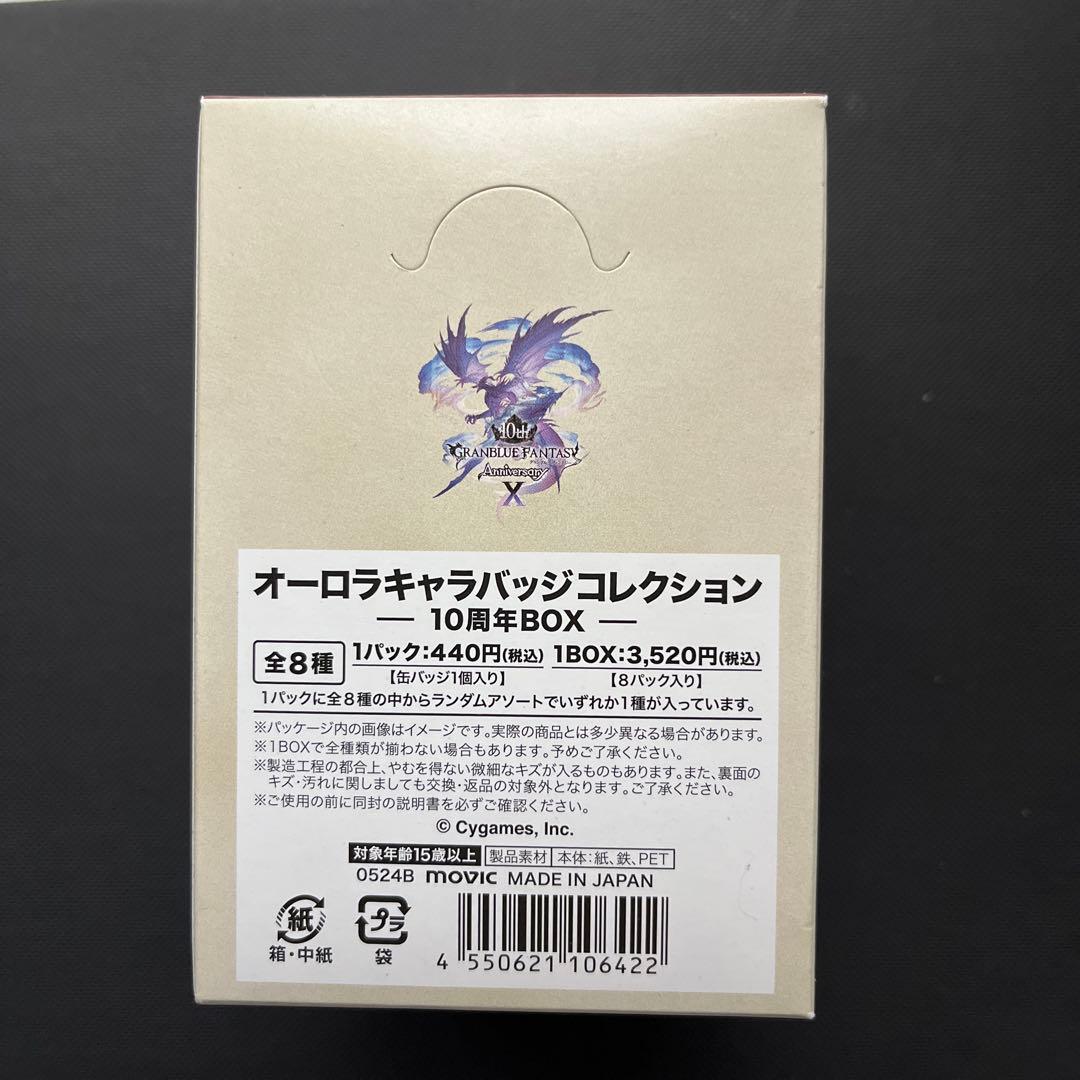 10th
GRANBLUE FANTASY
Anniversary
X
オーロラキャラバッジコレクション
― 10周年BOX ―
全8種
1パック:440円(税込)
【缶バッジ1個入り】
1BOX:3,520円(税込)
【8パック入り】
1パックに全8種の中からランダムアソートでいずれか1種が入っています。
※パッケージ内の画像はイメージです。実際の商品とは多少異なる場合があります。
※1BOXで全種類が揃わない場合もあります。予めご了承ください。
※製造工程の都合上、やむを得ない微細なキズが入るものもあります。また、裏面の
キズ・汚れに関しましても交換・返品の対象外となります。ご了承ください。
※ご使用の前に同封の説明書を必ずご確認ください。
© Cygames, Inc.
対象年齢15歳以上 製品素材 本体:紙、鉄、PET
0524B movic MADE IN JAPAN
紙
箱・中紙
プラ
袋
4 550621 106422